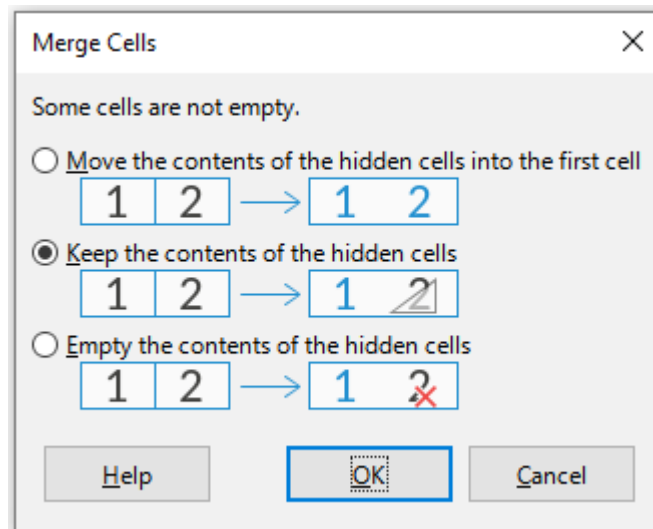 Merge Cells
Some cells are not empty.
Move the contents of the hidden cells into the first cell
1 2 1 2
Keep the contents of the hidden cells
1 2 1 2
Empty the contents of the hidden cells
1 2 1 2
Help OK Cancel